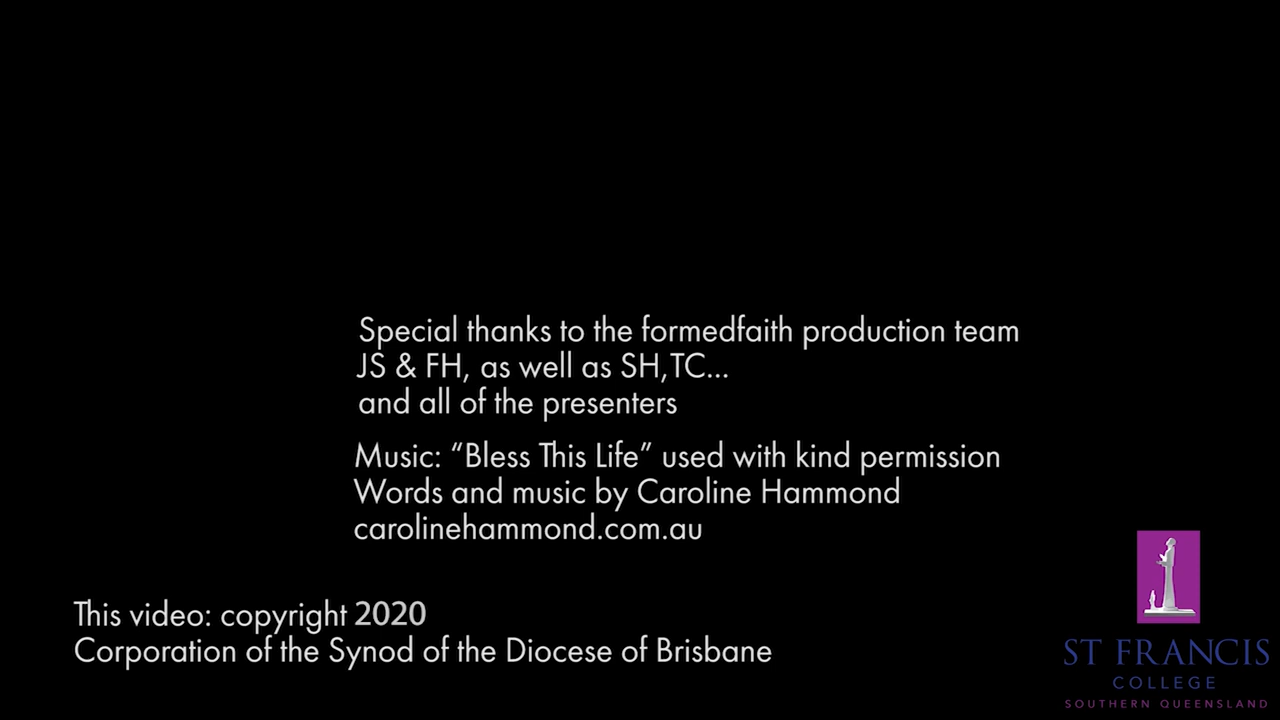 Special thanks to the formedfaith production team
JS & FH, as well as SH,TC...
and all of the presenters
Music: “Bless This Life” used with kind permission
Words and music by Caroline Hammond
carolinehammond.com.au
This video: copyright 2020
Corporation of the Synod of the Diocese of Brisbane
ST FRANCIS
COLLEGE
SOUTHERN QUEENSLAND